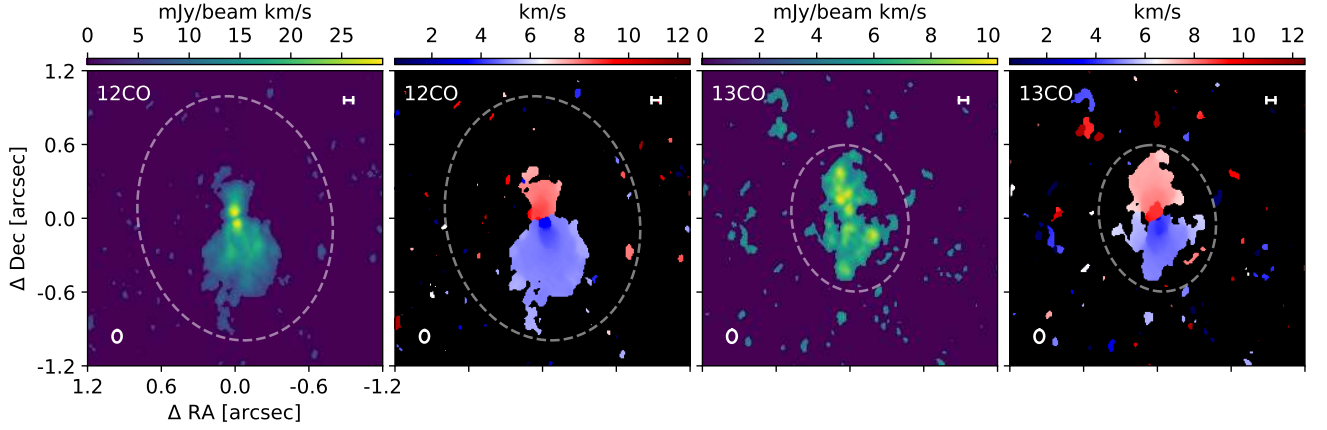 mJy/beam km/s km/s mJy/beam km/s km/s
0 5 10 15 20 25 2 4 6 8 10 12 0 2 4 6 8 10 2 4 6 8 10 12
1.2 12CO 12CO 13CO 13CO
0.6
0.0
-0.6
-1.2
Δ Dec [arcsec]
1.2 0.6 0.0 -0.6 -1.2
Δ RA [arcsec]